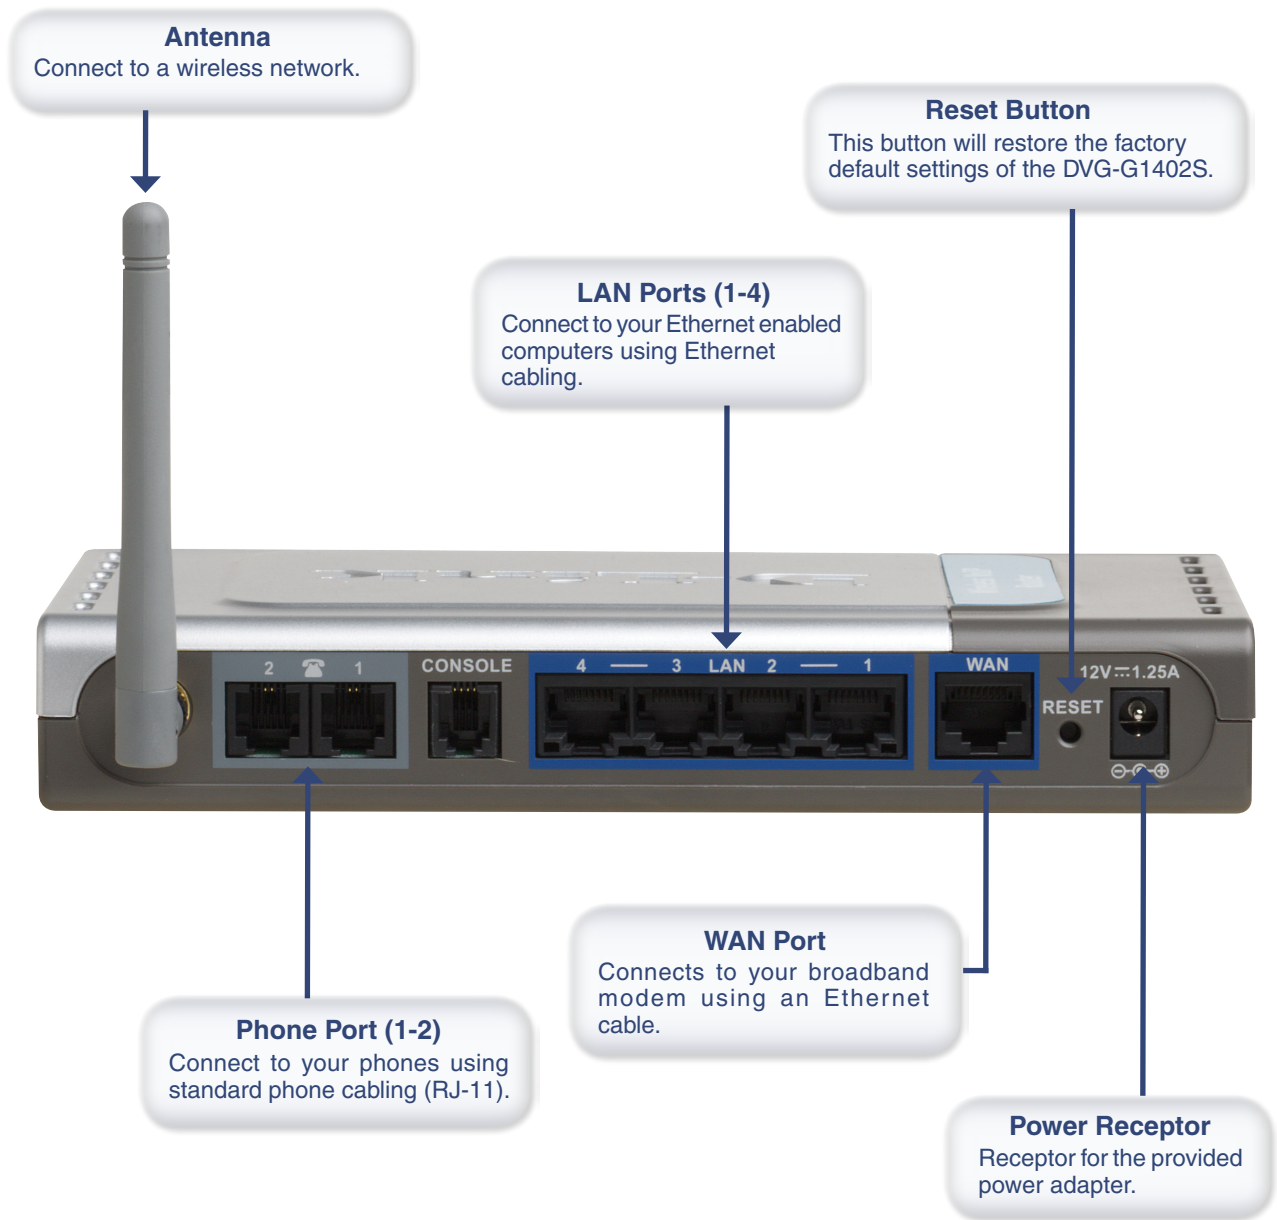 Antenna
Connect to a wireless network.
Reset Button
This button will restore the factory
default settings of the DVG-G1402S.
LAN Ports (1-4)
Connect to your Ethernet enabled
computers using Ethernet
cabling.
2 1
CONSOLE
4 3 LAN 2 1
WAN
12V 1.25A
RESET
WAN Port
Connects to your broadband
modem using an Ethernet
cable.
Phone Port (1-2)
Connect to your phones using
standard phone cabling (RJ-11).
Power Receptor
Receptor for the provided
power adapter.